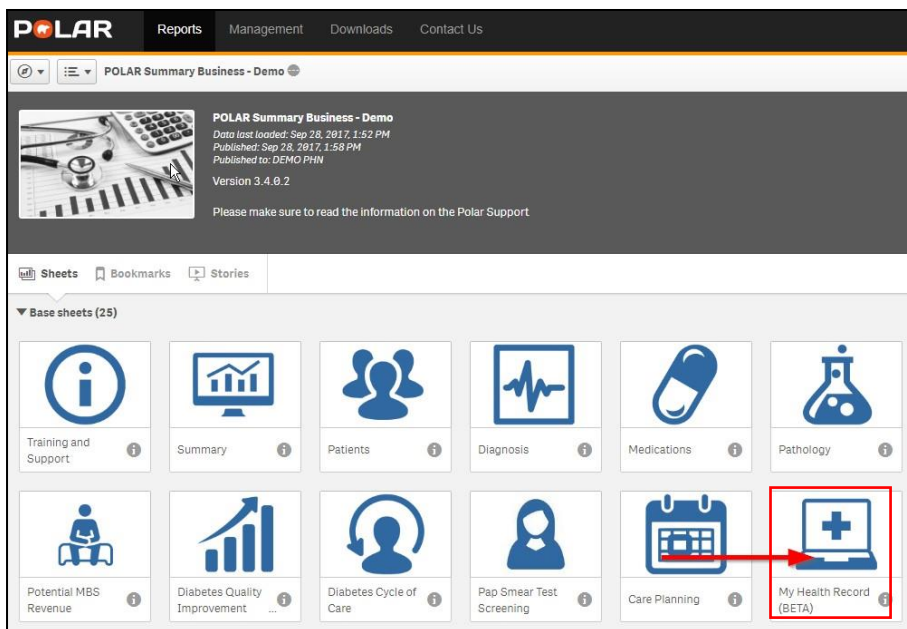 POLAR Reports Management Downloads Contact Us
POLAR Summary Business - Demo
POLAR Summary Business - Demo
Data last loaded: Sep 28, 2017, 1:52 PM
Published: Sep 28, 2017, 1:58 PM
Published to: DEMO PHN
Version 3.4.0.2
Please make sure to read the information on the Polar Support
Sheets Bookmarks Stories
Base sheets (25)
Training and
Support
Summary
Patients
Diagnosis
Medications
Pathology
Potential MBS
Revenue
Diabetes Quality
Improvement ...
Diabetes Cycle of
Care
Pap Smear Test
Screening
Care Planning
My Health Record
(BETA)